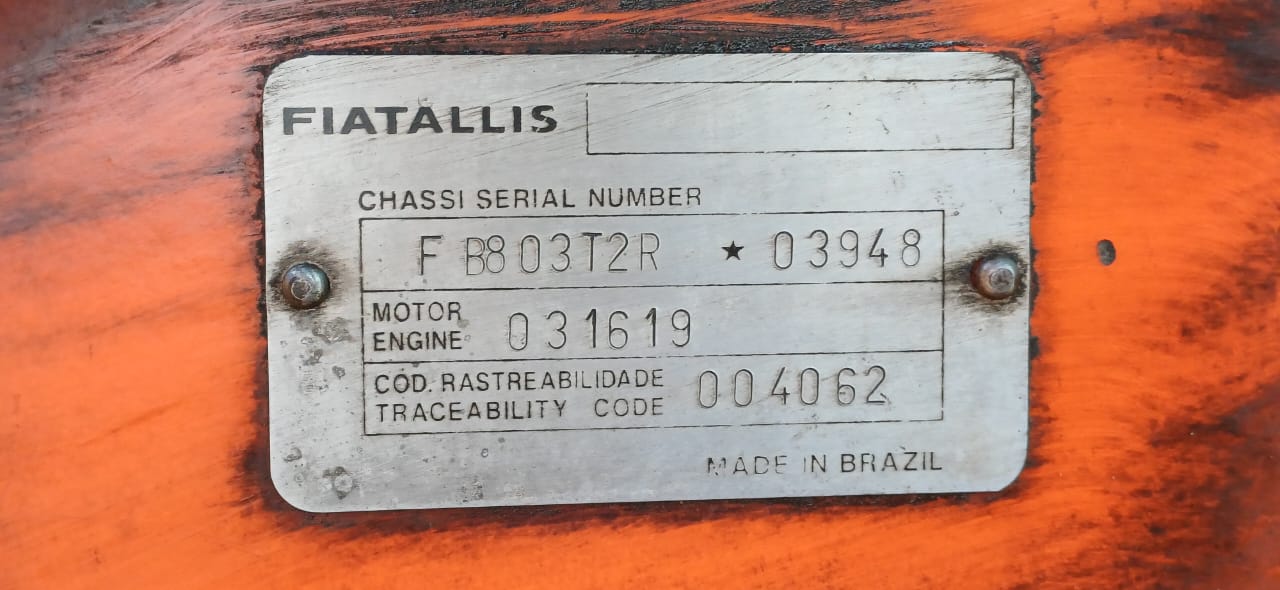 FIATALLIS
CHASSI SERIAL NUMBER
F B803T2R ★ 03948
MOTOR
ENGINE 031619
CÓD. RASTREABILIDADE
TRACEABILITY CODE 004062
MADE IN BRAZIL